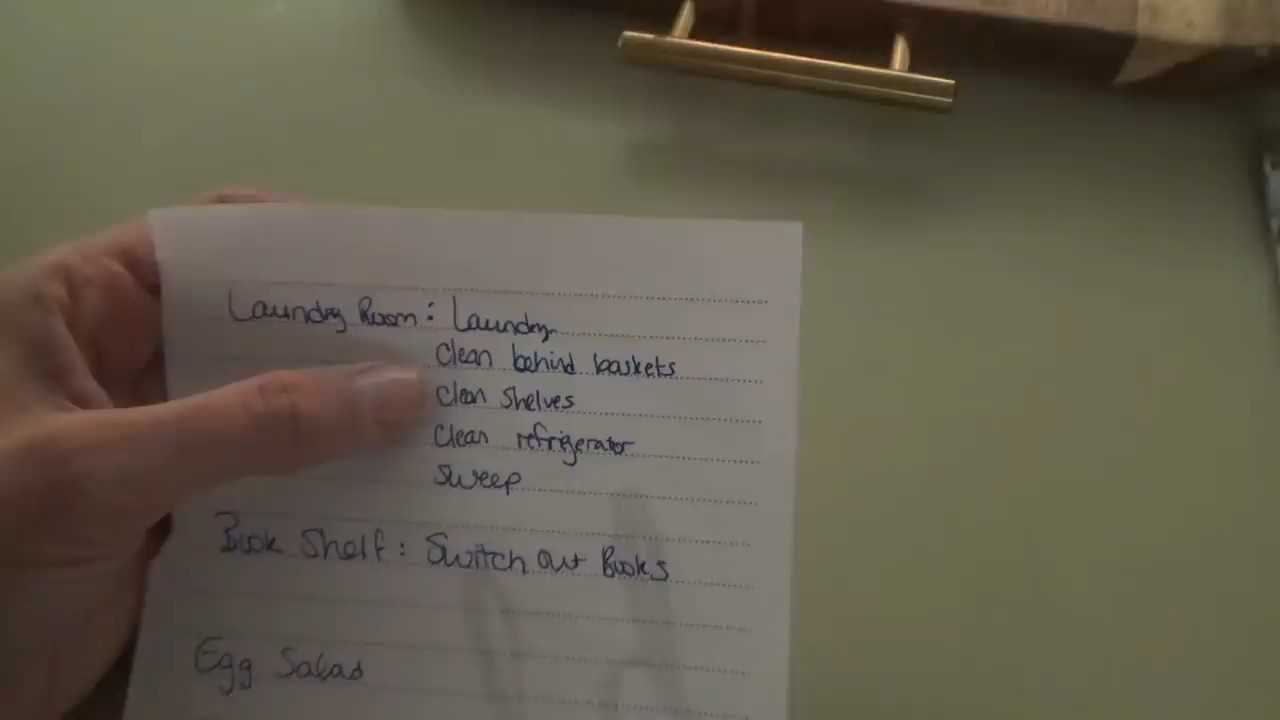 Laundry Room: Laundry
Clean behind baskets
Clean Shelves
Clean refrigerator
Sweep
Book Shelf: Switch out Books
Egg Salad